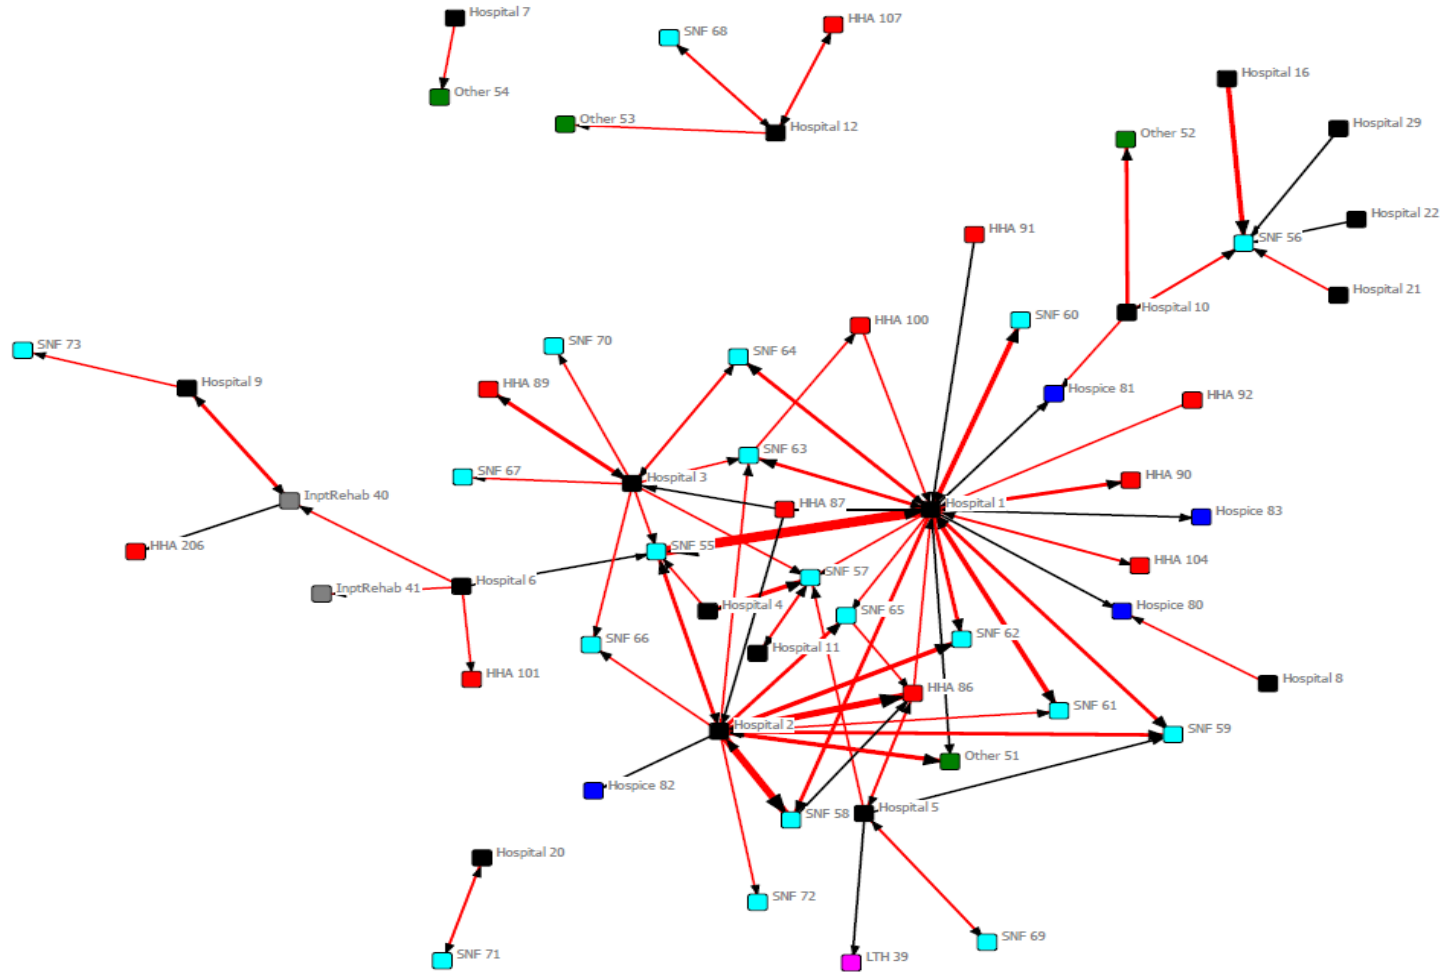 Hospital 7
SNF 68
HHA 107
Other 54
Other 53
Hospital 12
Hospital 16
Hospital 29
Other 52
Hospital 22
SNF 56
HHA 91
Hospital 21
Hospital 10
SNF 60
HHA 100
SNF 70
SNF 64
SNF 73
Hospital 9
HHA 89
Hospice 81
HHA 92
SNF 63
SNF 67
Hospital 3
HHA 90
InptRehab 40
HHA 87
Hospital 1
Hospice 83
HHA 206
SNF 55
HHA 104
Hospital 6
SNF 57
InptRehab 41
Hospital 4
SNF 65
Hospice 80
SNF 62
SNF 66
Hospital 11
HHA 101
HHA 86
Hospital 8
SNF 61
Hospital 2
SNF 59
Other 51
Hospice 82
SNF 58
Hospital 5
Hospital 20
SNF 72
SNF 69
SNF 71
LTH 39